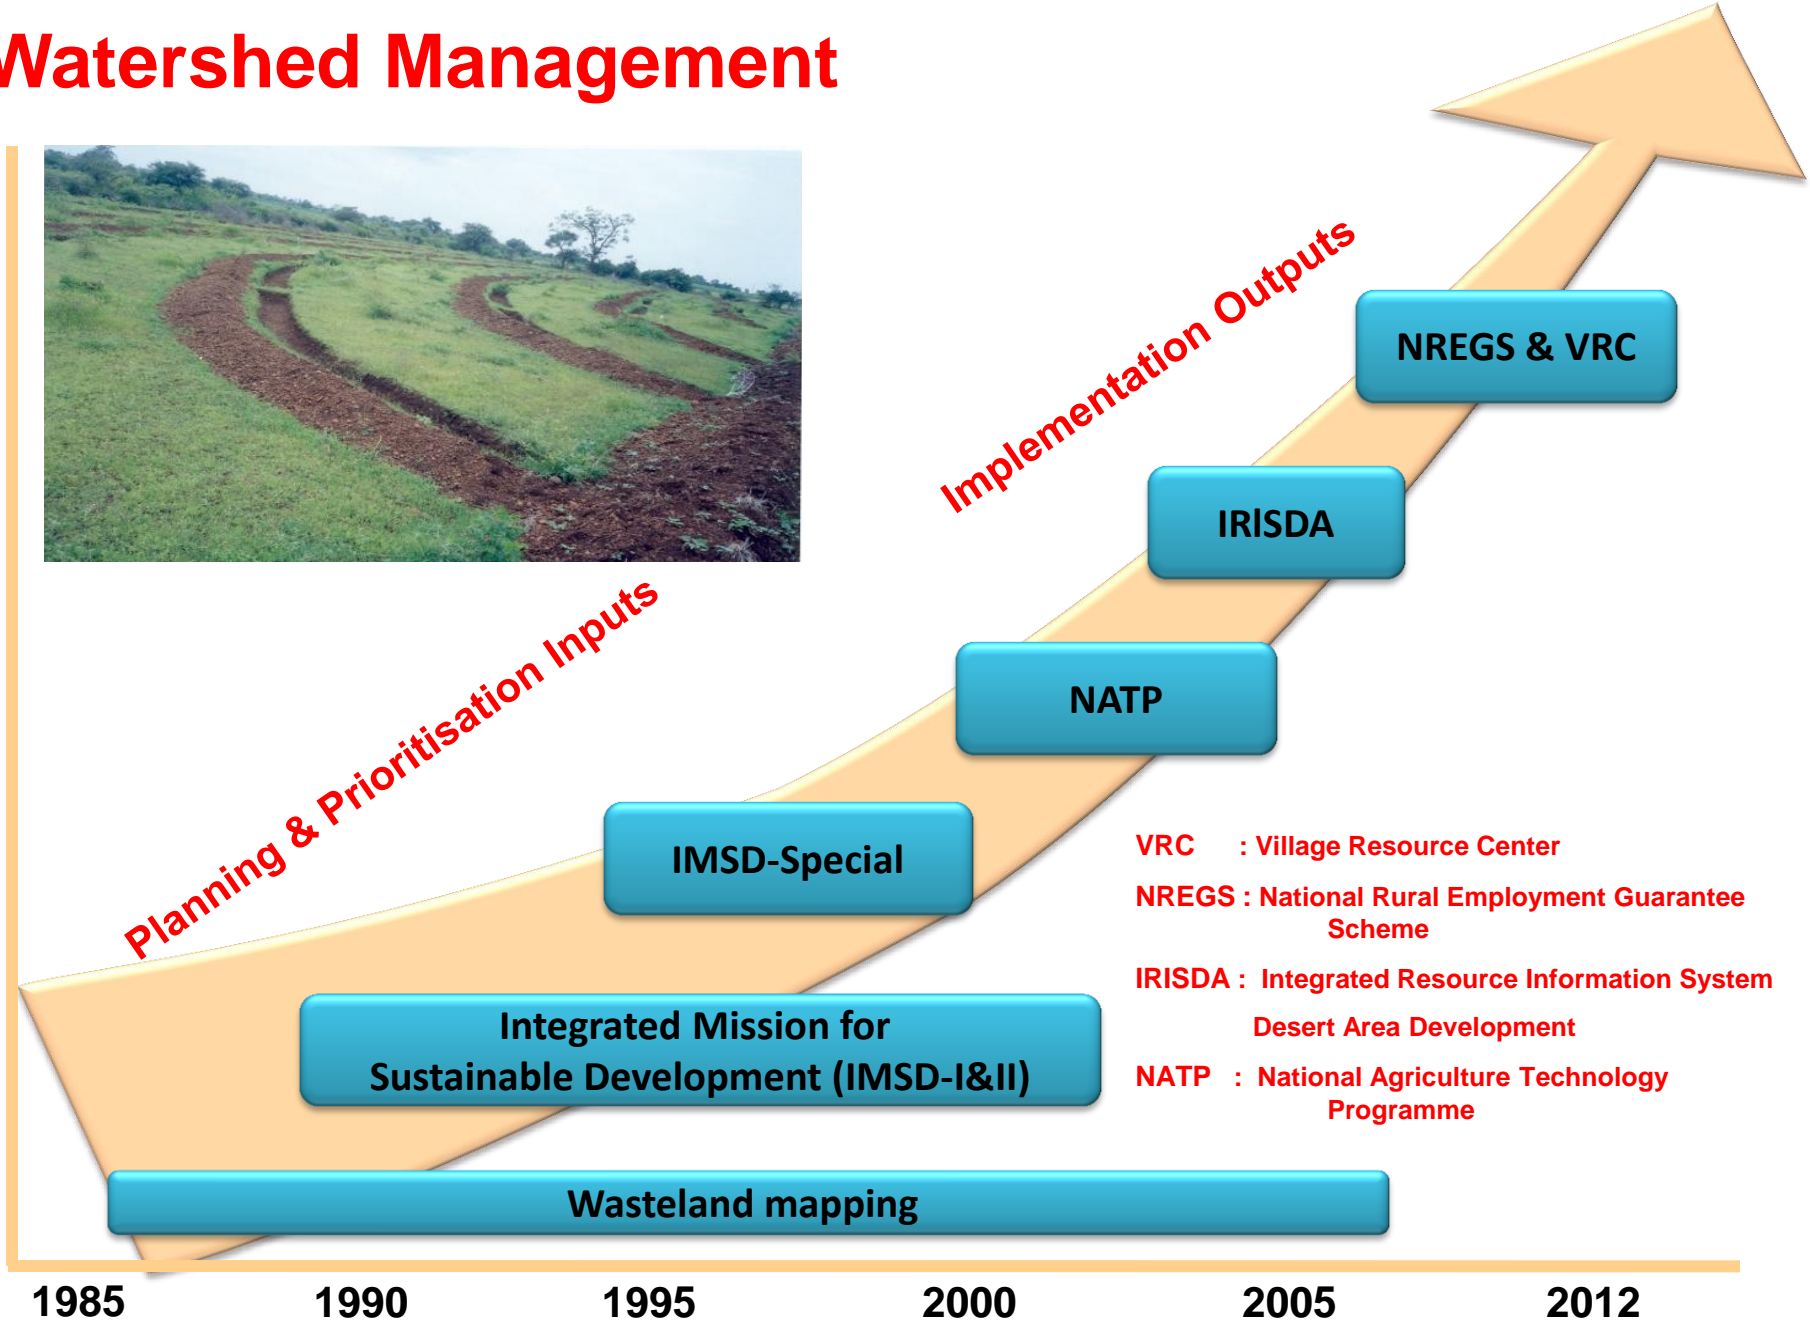 Watershed Management
Implementation Outputs
NREGS & VRC
IRISDA
Planning & Prioritisation Inputs
NATP
IMSD-Special
VRC : Village Resource Center
NREGS : National Rural Employment Guarantee
Scheme
IRISDA : Integrated Resource Information System
Desert Area Development
NATP : National Agriculture Technology
Programme
Integrated Mission for
Sustainable Development (IMSD-I&II)
Wasteland mapping
1985 1990 1995 2000 2005 2012